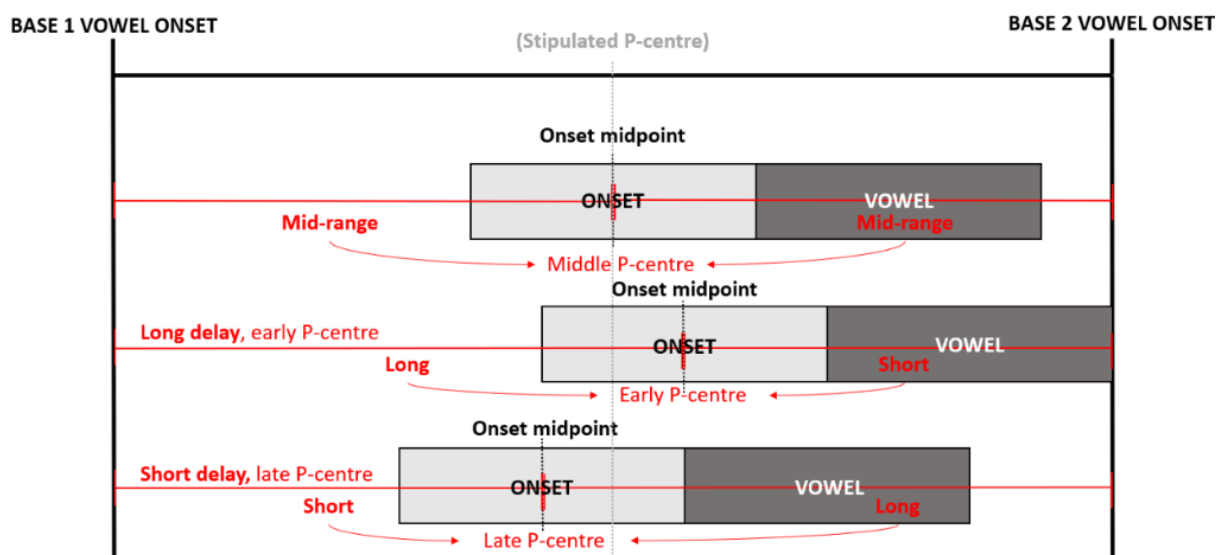 BASE 1 VOWEL ONSET
(Stipulated P-centre)
BASE 2 VOWEL ONSET
Onset midpoint
ONSET
VOWEL
Mid-range
Mid-range
Middle P-centre
Onset midpoint
Long delay, early P-centre
ONSET
VOWEL
Long
Short
Early P-centre
Onset midpoint
Short delay, late P-centre
ONSET
VOWEL
Short
Long
Late P-centre